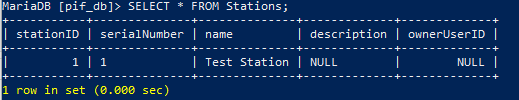 MariaDB [pif_db]> SELECT * FROM Stations;
+-----------+--------------+--------------+-------------+-------------+
| stationID | serialNumber | name         | description | ownerUserID |
+-----------+--------------+--------------+-------------+-------------+
|         1 | 1            | Test Station | NULL        |        NULL |
+-----------+--------------+--------------+-------------+-------------+
1 row in set (0.000 sec)